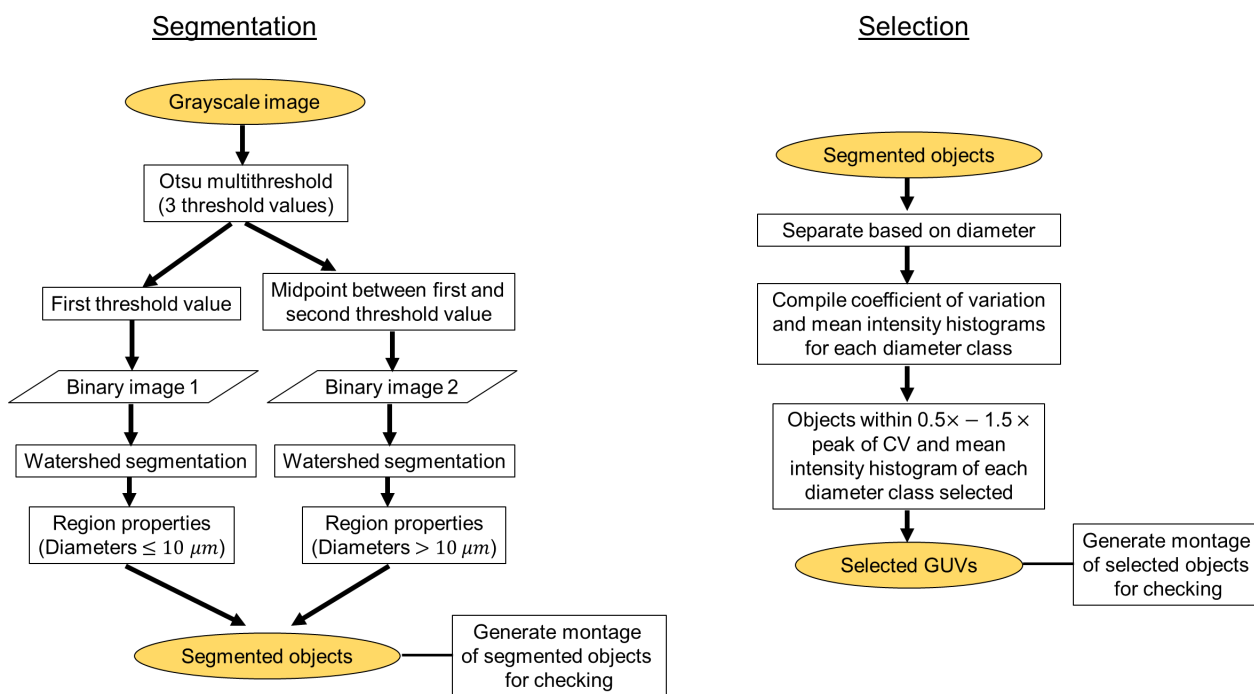 Segmentation
Grayscale image
Otsu multithreshold
(3 threshold values)
First threshold value
Midpoint between first and
second threshold value
Binary image 1
Binary image 2
Watershed segmentation
Watershed segmentation
Region properties
(Diameters ≤ 10 μm)
Region properties
(Diameters > 10 μm)
Segmented objects
Generate montage
of segmented objects
for checking
Selection
Segmented objects
Separate based on diameter
Compile coefficient of variation
and mean intensity histograms
for each diameter class
Objects within 0.5× − 1.5 ×
peak of CV and mean
intensity histogram of each
diameter class selected
Selected GUVs
Generate montage
of selected objects
for checking